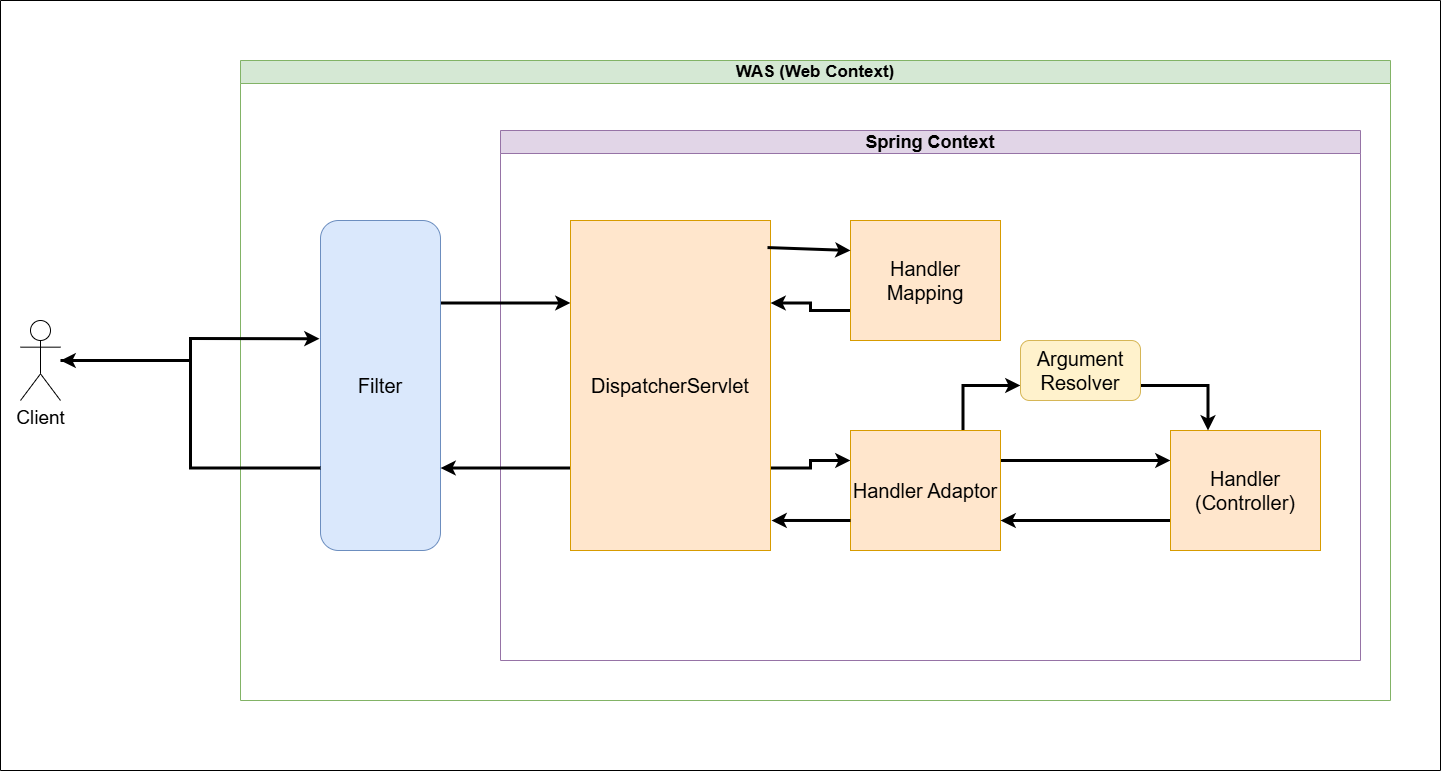 WAS (Web Context)
Spring Context
Handler
Mapping
Argument
Resolver
Filter
DispatcherServlet
Client
Handler Adaptor
Handler
(Controller)